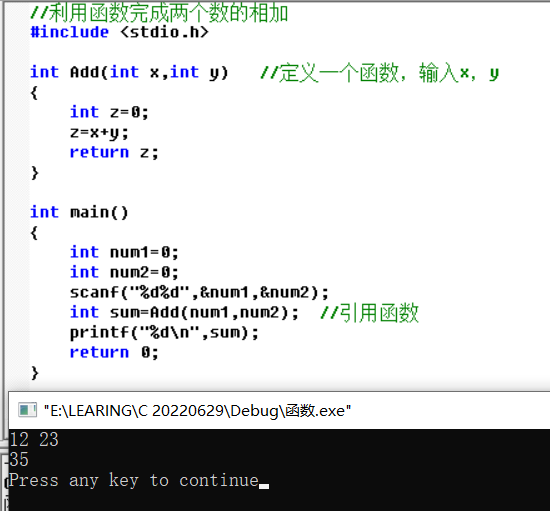 //利用函数完成两个数的相加
#include <stdio.h>
int Add(int x,int y)   //定义一个函数，输入x，y
{
    int z=0;
    z=x+y;
    return z;
}
int main()
{
    int num1=0;
    int num2=0;
    scanf("%d%d",&num1,&num2);
    int sum=Add(num1,num2);  //引用函数
    printf("%d\n",sum);
    return 0;
}
"E:\LEARING\C 20220629\Debug\函数.exe"
12 23
35
Press any key to continue